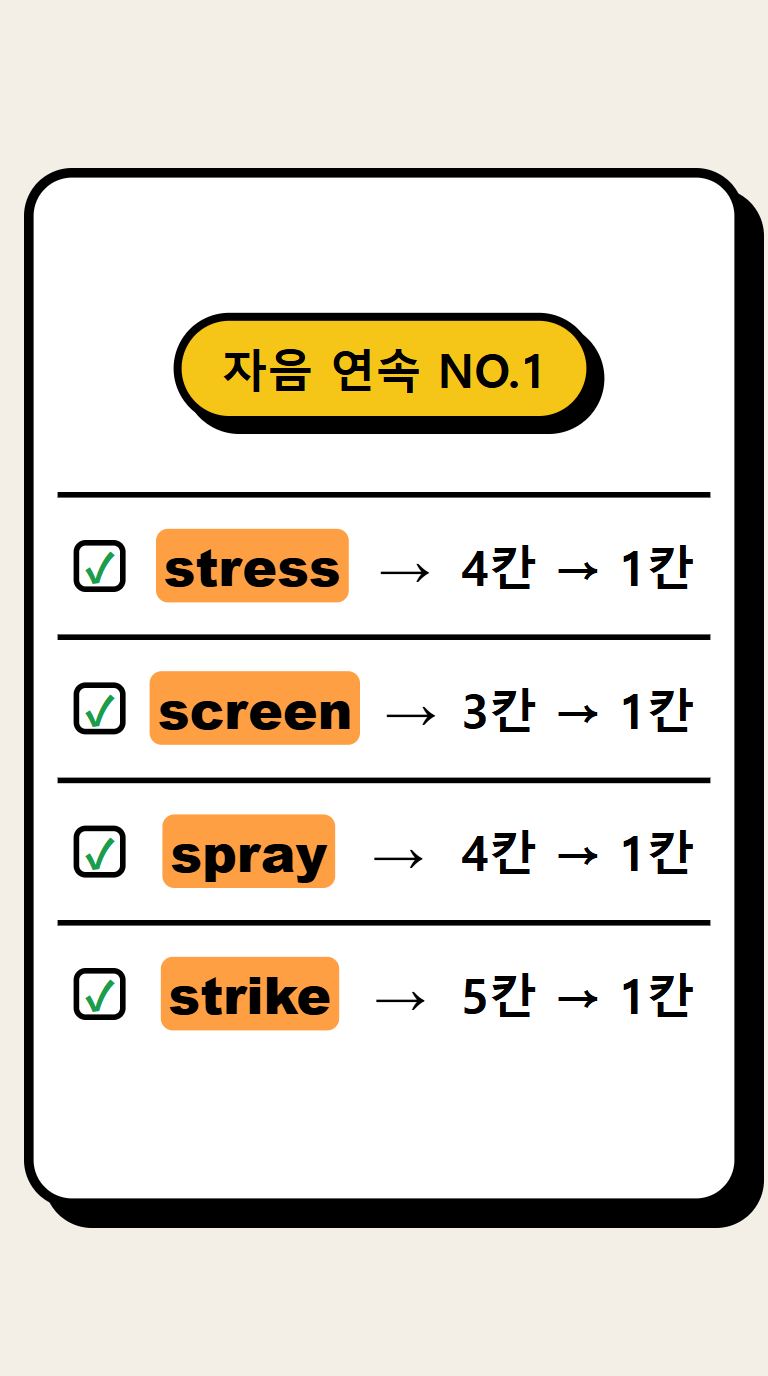 자음 연속 NO.1
✓ stress → 4칸 → 1칸
✓ screen → 3칸 → 1칸
✓ spray → 4칸 → 1칸
✓ strike → 5칸 → 1칸